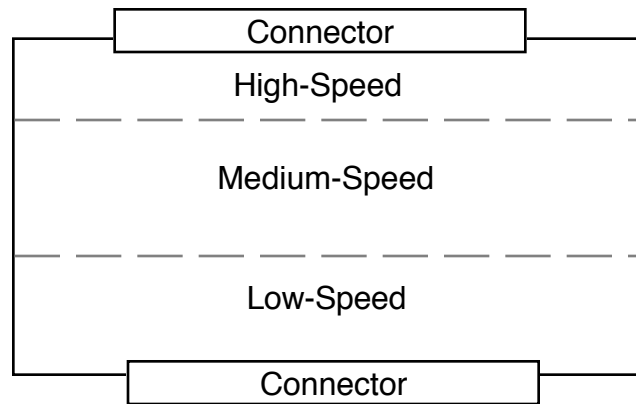 Connector
High-Speed
Medium-Speed
Low-Speed
Connector